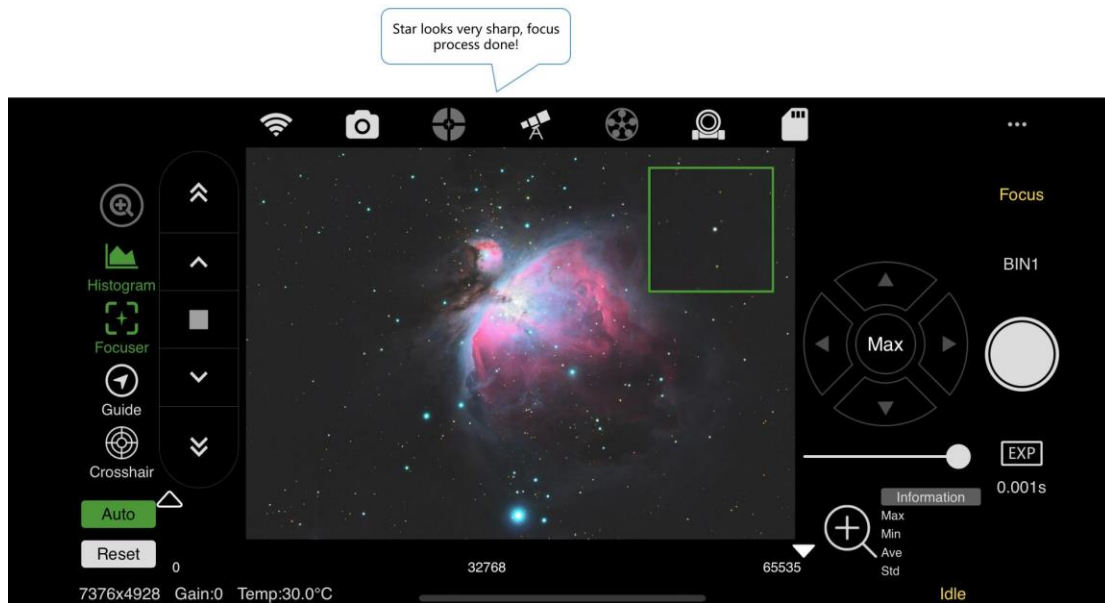 Star looks very sharp, focus
process done!
Focus
BIN1
Histogram
Focuser
Guide
Crosshair
Auto
Reset
Max
EXP
0.001s
Information
Max
Min
Ave
Std
0
32768
65535
7376x4928 Gain:0 Temp:30.0°C
Idle